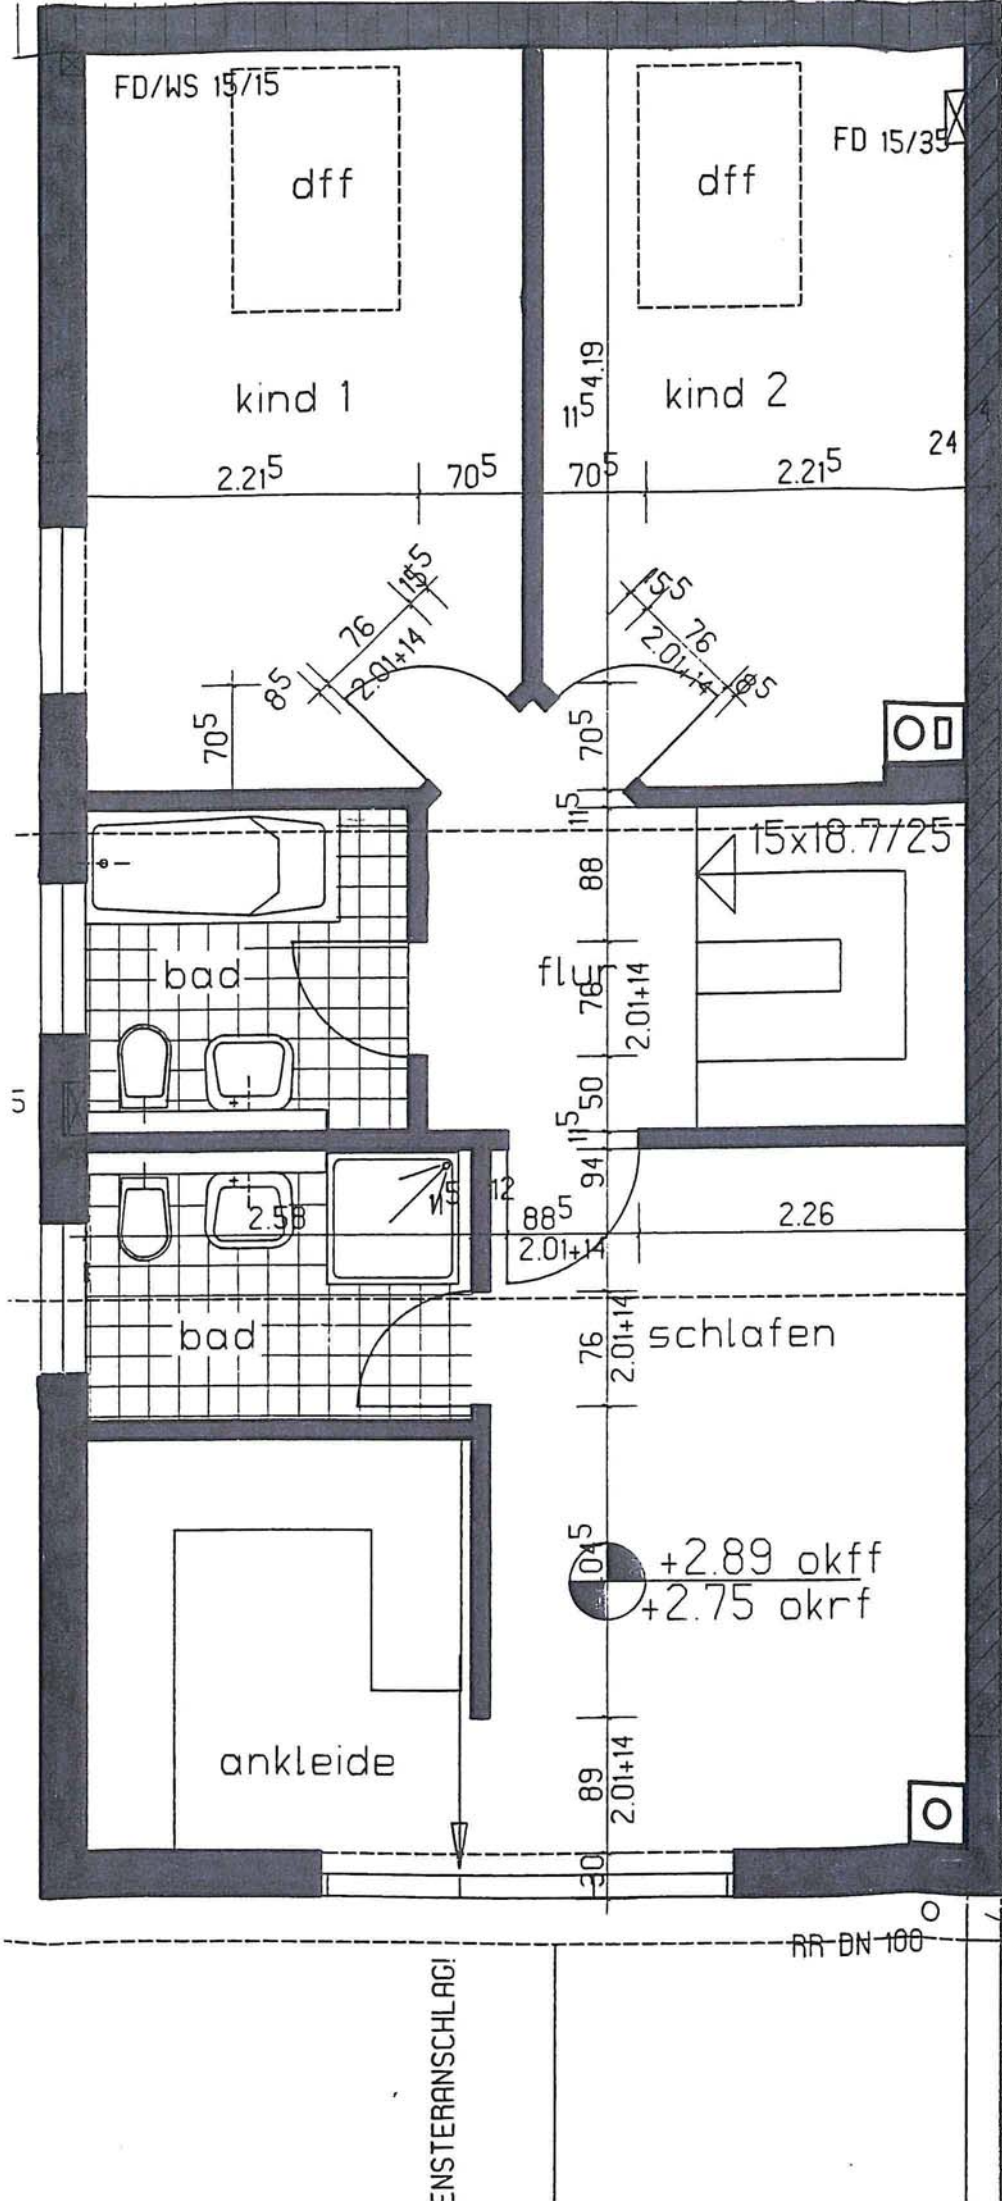 FD/WS 15/15
dff
dff
FD 15/35
kind 1
4.19
11⁵
kind 2
24
2.21⁵
70⁵
70⁵
2.21⁵
76
2.01+14
8⁵
76
2.01+14
8⁵
70⁵
70⁵
11⁵
15x18.7/25
88
bad
flur
76
2.01+14
50
11⁵
94
12
11⁵
2.58
88⁵
2.01+14
2.26
bad
76
2.01+14
schlafen
+2.89 okff
+2.75 okrf
ankleide
89
2.01+14
30
RR DN 100
ENSTERANSCHLAG!